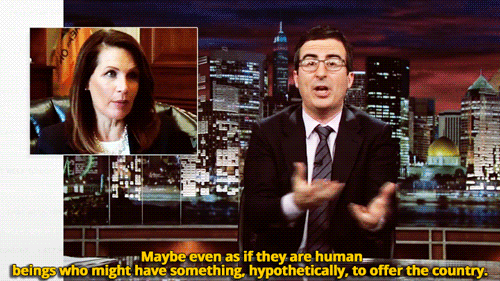 Maybe even as if they are human
beings who might have something, hypothetically, to offer the country.